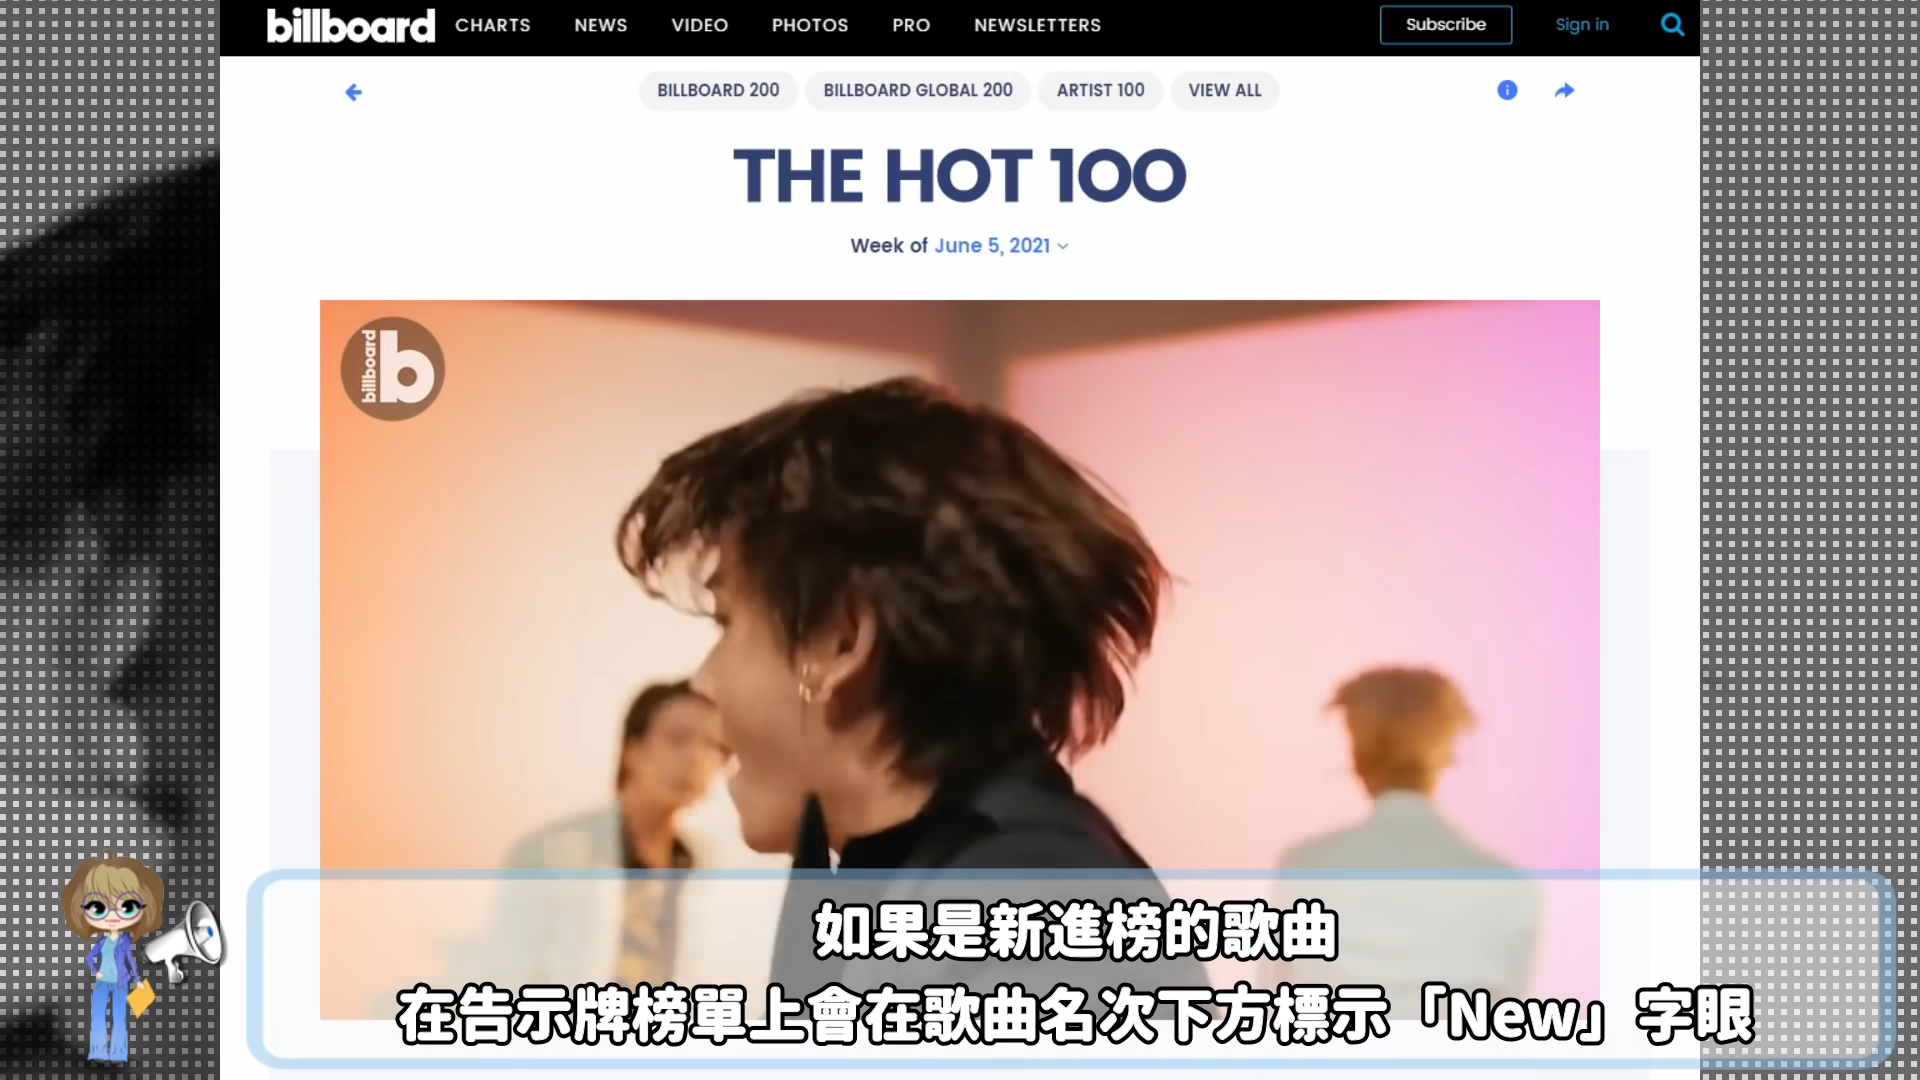 billboard CHARTS NEWS VIDEO PHOTOS PRO NEWSLETTERS Subscribe Sign in
BILLBOARD 200 BILLBOARD GLOBAL 200 ARTIST 100 VIEW ALL
THE HOT 100
Week of June 5, 2021
billboard b
如果是新進榜的歌曲
在告示牌榜單上會在歌曲名次下方標示「New」字眼